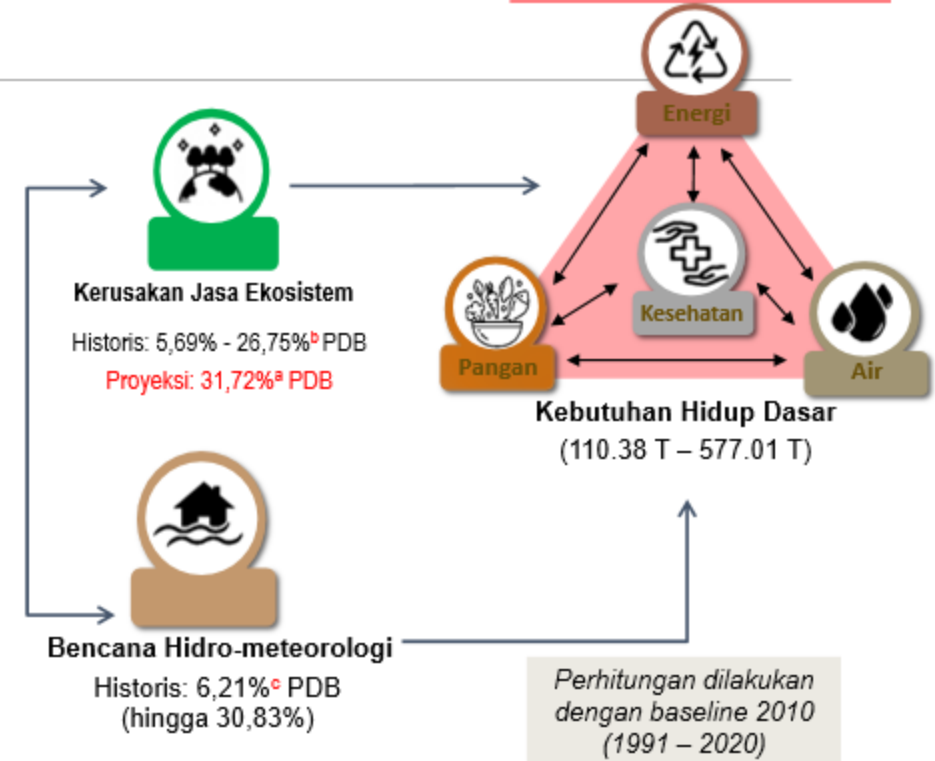 Energi
Kesehatan
Pangan
Air
Kerusakan Jasa Ekosistem
Historis: 5,69% - 26,75%ᵇ PDB
Proyeksi: 31,72%ª PDB
Kebutuhan Hidup Dasar
(110.38 T – 577.01 T)
Bencana Hidro-meteorologi
Historis: 6,21%ᶜ PDB
(hingga 30,83%)
Perhitungan dilakukan
dengan baseline 2010
(1991 – 2020)